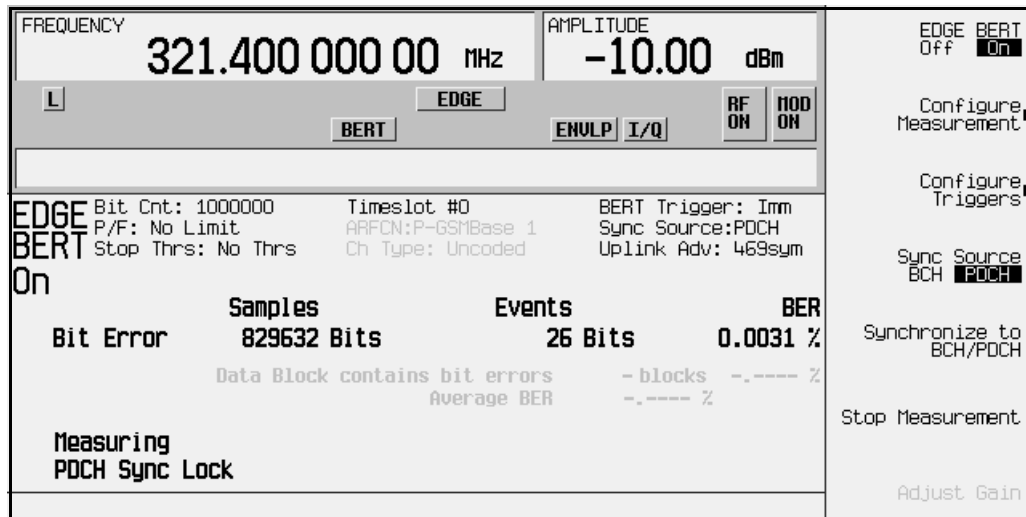 FREQUENCY
321.400 000 00 MHz
AMPLITUDE
-10.00 dBm
L
EDGE
BERT
ENVLP
I/Q
RF
ON
MOD
ON
EDGE
BERT
On
Bit Cnt: 1000000
P/F: No Limit
Stop Thrs: No Thrs
Timeslot #0
ARFCN:P-GSMBase 1
Ch Type: Uncoded
BERT Trigger: Imm
Sync Source:PDCH
Uplink Adv: 469sym
Samples Events BER
Bit Error 829632 Bits 26 Bits 0.0031 %
Data Block contains bit errors - blocks -.---- %
Average BER -.---- %
Measuring
PDCH Sync Lock
EDGE BERT
Off On
Configure
Measurement
Configure
Triggers
Sync Source
BCH PDCH
Synchronize to
BCH/PDCH
Stop Measurement
Adjust Gain